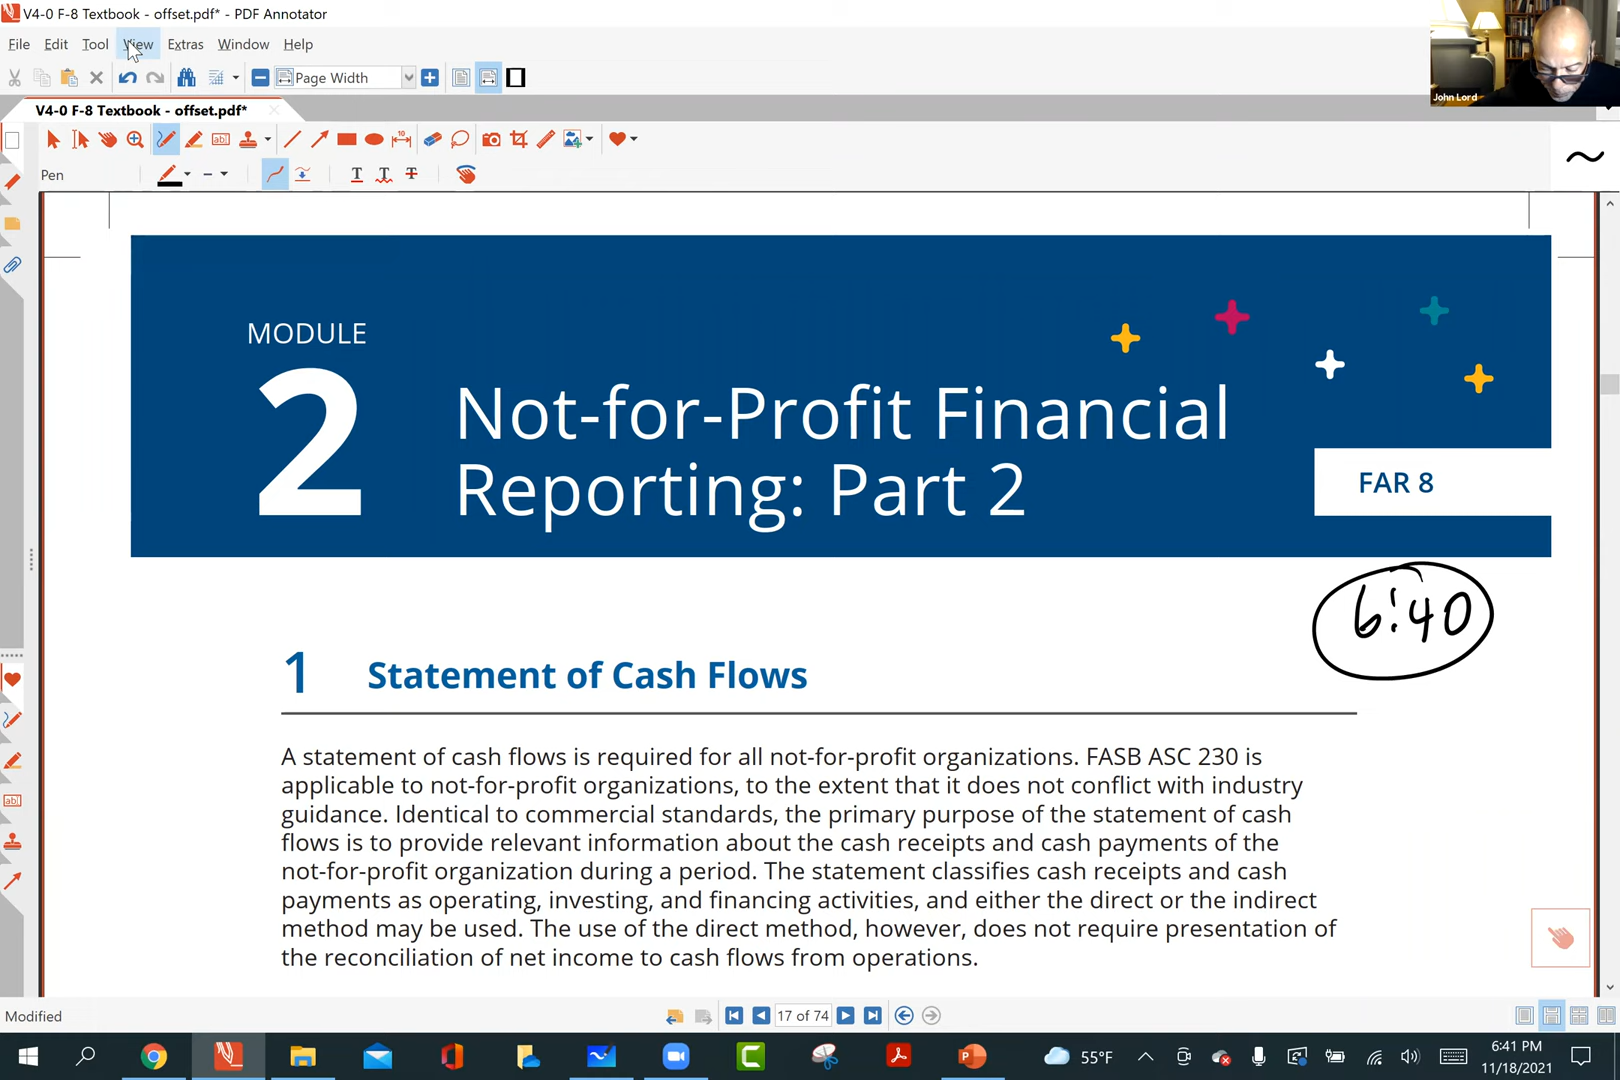 V4-0 F-8 Textbook - offset.pdf* - PDF Annotator
File Edit Tool View Extras Window Help
Page Width
John Lord
V4-0 F-8 Textbook - offset.pdf*
Pen
MODULE
2
Not-for-Profit Financial
Reporting: Part 2
FAR 8
6:40
1 Statement of Cash Flows
A statement of cash flows is required for all not-for-profit organizations. FASB ASC 230 is
applicable to not-for-profit organizations, to the extent that it does not conflict with industry
guidance. Identical to commercial standards, the primary purpose of the statement of cash
flows is to provide relevant information about the cash receipts and cash payments of the
not-for-profit organization during a period. The statement classifies cash receipts and cash
payments as operating, investing, and financing activities, and either the direct or the indirect
method may be used. The use of the direct method, however, does not require presentation of
the reconciliation of net income to cash flows from operations.
Modified
17 of 74
55°F
6:41 PM
11/18/2021